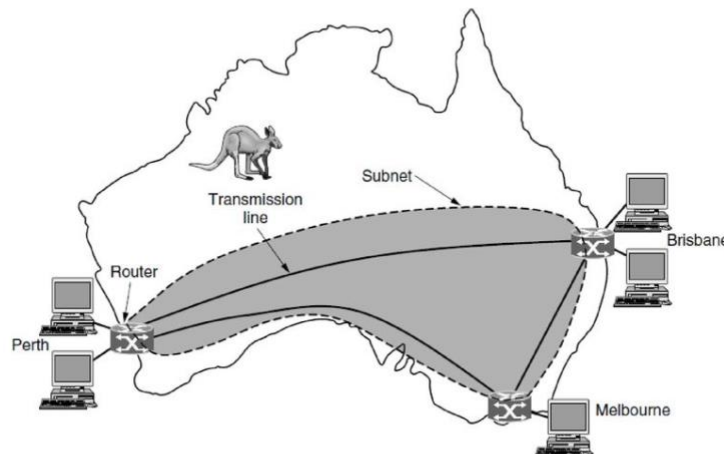 Subnet
Transmission
line
Router
Brisbane
Perth
Melbourne